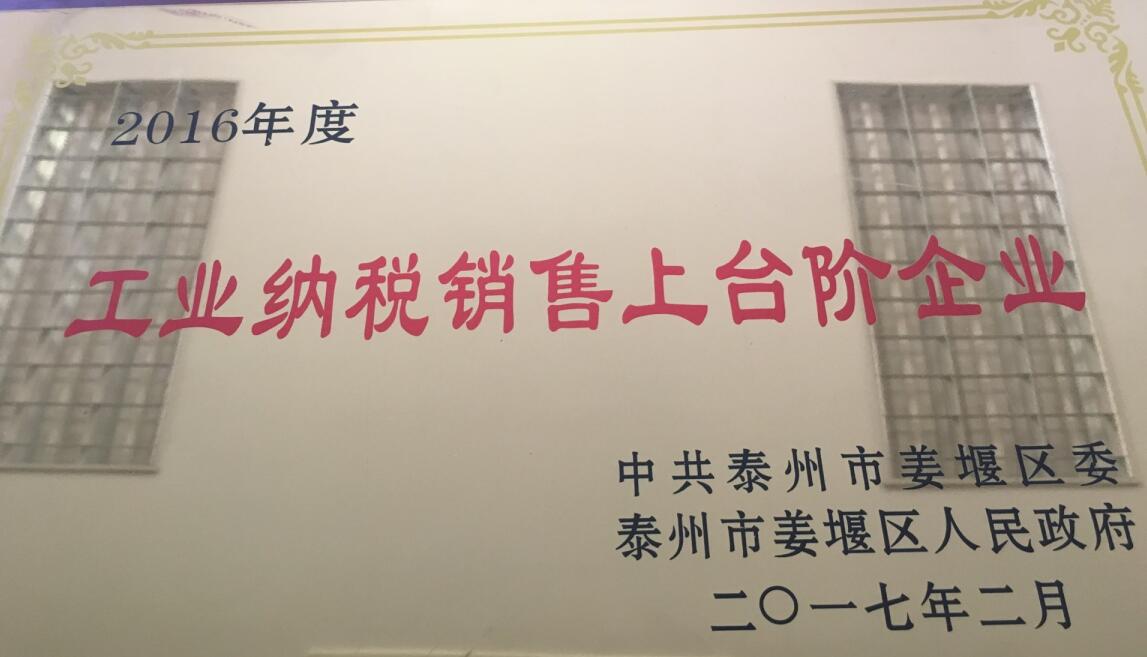 2016年度
工业纳税销售上台阶企业
中共泰州市姜堰区委
泰州市姜堰区人民政府
二〇一七年二月